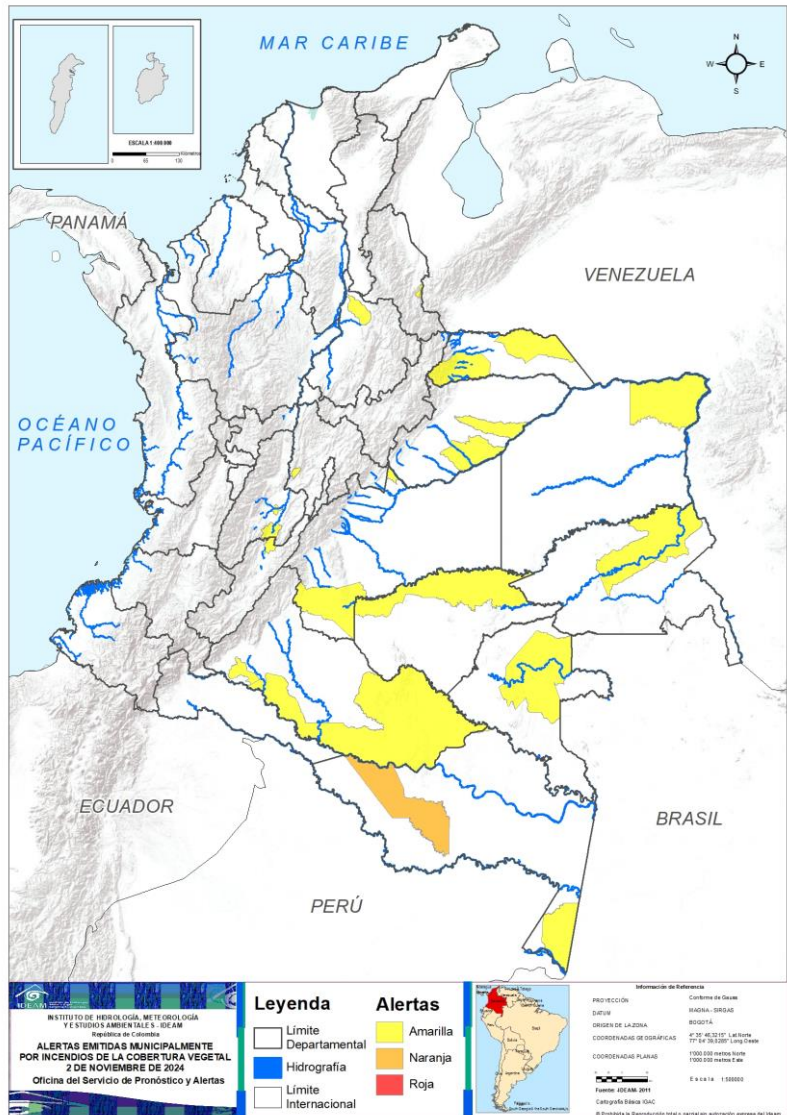 MAR CARIBE
N
W
E
S
ESCALA 1:400.000
PANAMÁ
VENEZUELA
OCÉANO
PACÍFICO
ECUADOR
BRASIL
PERÚ
IDEAM
INSTITUTO DE HIDROLOGÍA, METEOROLOGÍA
Y ESTUDIOS AMBIENTALES - IDEAM
República de Colombia
ALERTAS EMITIDAS MUNICIPALMENTE
POR INCENDIOS DE LA COBERTURA VEGETAL
2 DE NOVIEMBRE DE 2024
Oficina del Servicio de Pronóstico y Alertas
Leyenda
Límite
Departamental
Hidrografía
Límite
Internacional
Alertas
Amarilla
Naranja
Roja
Información de Referencia
PROYECCIÓN Conforme de Gauss
DATUM MAGNA - SIRGAS
ORIGEN DE LA ZONA BOGOTÁ
COORDENADAS GEOGRÁFICAS
COORDENADAS PLANAS 1'000.000 metros Norte
1'000.000 metros Este
Escala 1:500000
Fuente: IDEAM 2011
Cartografía Básica IGAC